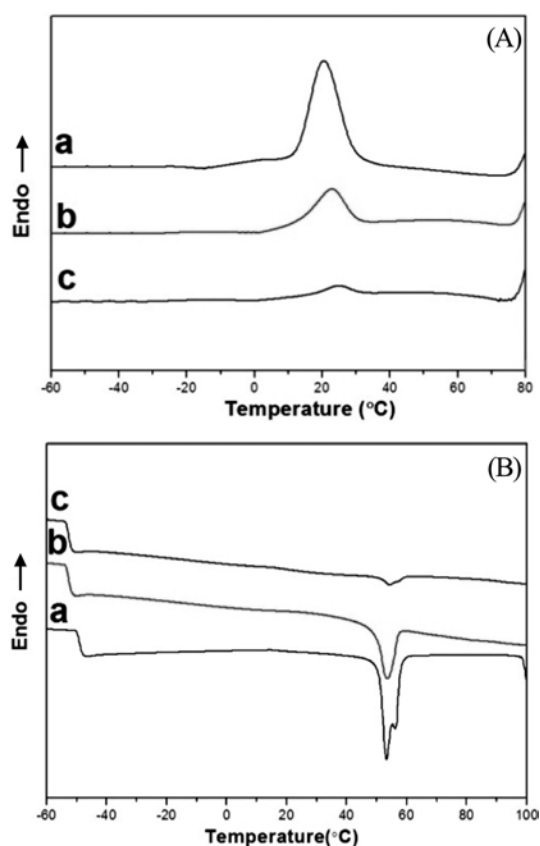 (A)
Endo →
a
b
c
-60 -40 -20 0 20 40 60 80
Temperature (°C)
(B)
Endo →
c
b
a
-60 -40 -20 0 20 40 60 80 100
Temperature(°C)